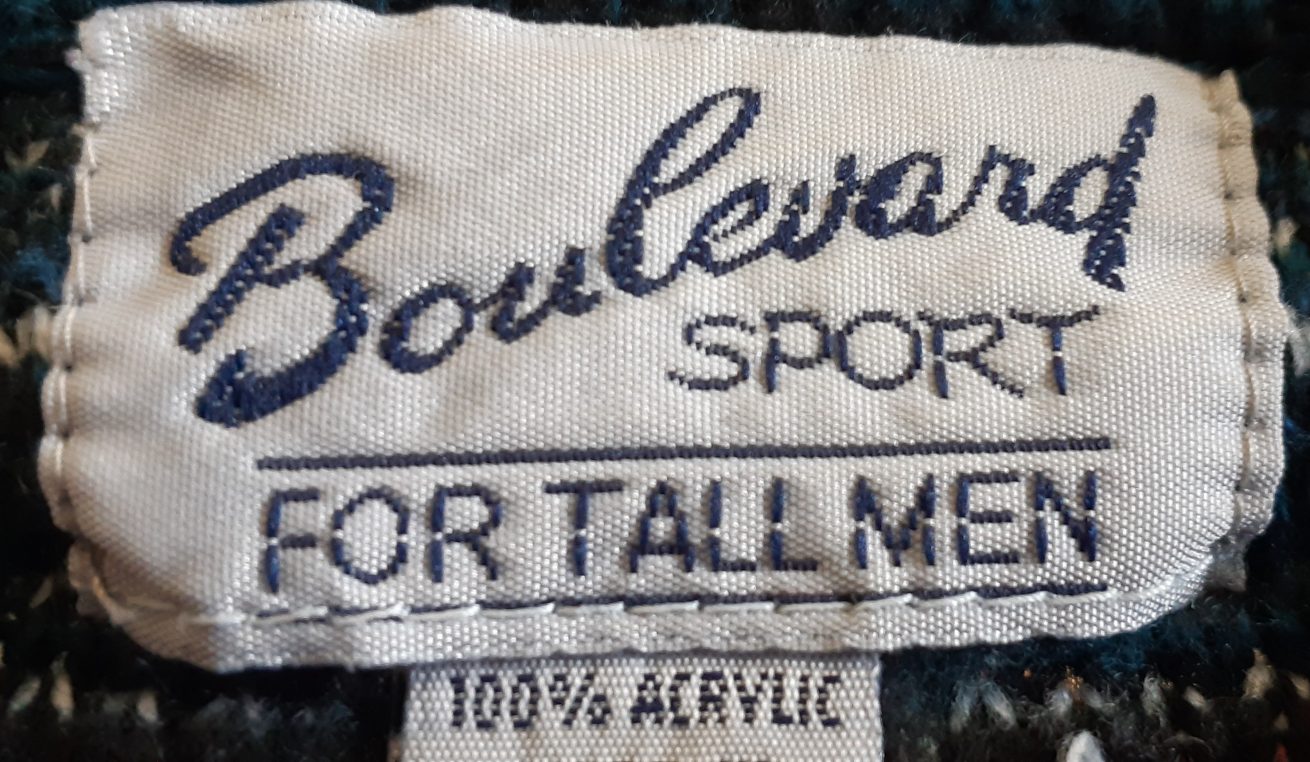 Boulevard
SPORT
FOR TALL MEN
100% ACRYLIC